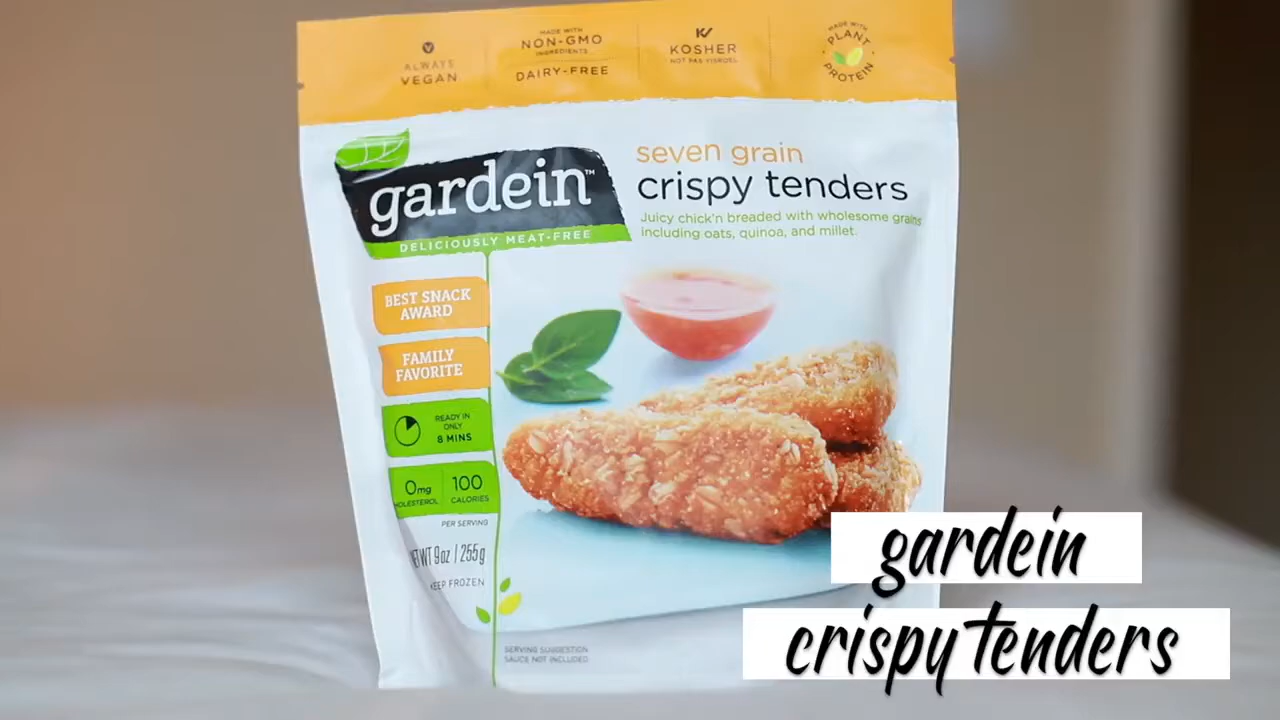 ALWAYS
VEGAN
MADE WITH
NON-GMO
INGREDIENTS
DAIRY-FREE
KOSHER
MADE WITH
PLANT
PROTEIN
gardein™
DELICIOUSLY MEAT-FREE
seven grain
crispy tenders
Juicy chick'n breaded with wholesome grains
including oats, quinoa, and millet.
BEST SNACK
AWARD
FAMILY
FAVORITE
READY IN
ONLY
8 MINS
0mg
100
CALORIES
PER SERVING
WT 9oz / 255g
KEEP FROZEN
SERVING SUGGESTION
SAUCE NOT INCLUDED
gardein
crispy tenders